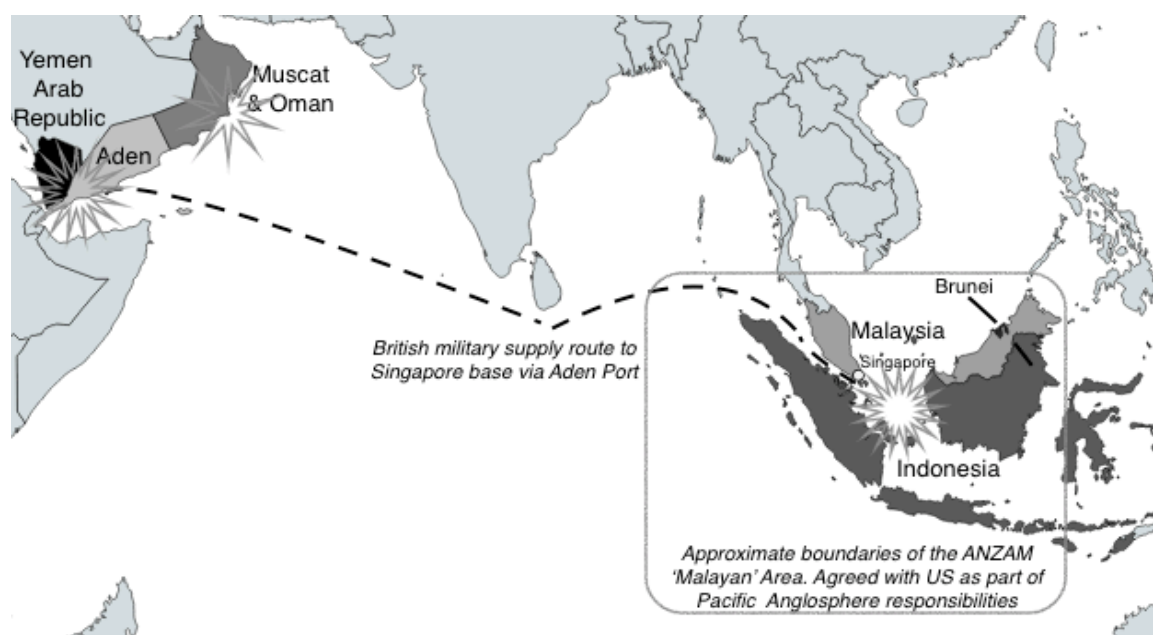 Yemen
Arab
Republic
Muscat
& Oman
Aden
British military supply route to
Singapore base via Aden Port
Brunei
Malaysia
Singapore
Indonesia
Approximate boundaries of the ANZAM
‘Malayan’ Area. Agreed with US as part of
Pacific Anglosphere responsibilities